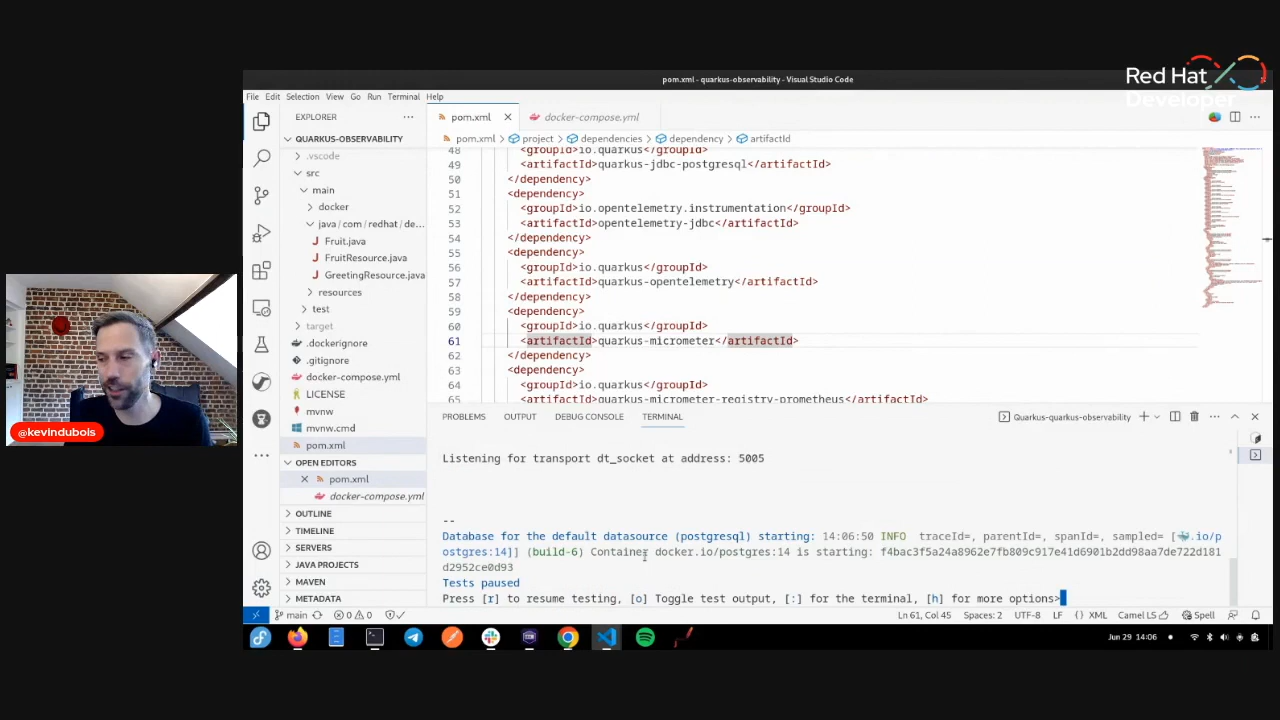 Red Hat
Developer
pom.xml - quarkus-observability - Visual Studio Code
File Edit Selection View Go Run Terminal Help
EXPLORER
QUARKUS-OBSERVABILITY
.vscode
src
main
docker
java / com / redhat / de...
Fruit.java
FruitResource.java
GreetingResource.java
resources
test
target
.dockerignore
.gitignore
docker-compose.yml
LICENSE
mvnw
mvnw.cmd
pom.xml
OPEN EDITORS
pom.xml
docker-compose.yml
OUTLINE
TIMELINE
SERVERS
JAVA PROJECTS
MAVEN
METADATA
pom.xml docker-compose.yml
pom.xml > project > dependencies > dependency > artifactId
48 <groupId>io.quarkus</groupId>
49 <artifactId>quarkus-jdbc-postgresql</artifactId>
50 </dependency>
51 <dependency>
52 <groupId>io.opentelemetry.instrumentation</groupId>
53 <artifactId>opentelemetry-jdbc</artifactId>
54 </dependency>
55 <dependency>
56 <groupId>io.quarkus</groupId>
57 <artifactId>quarkus-opentelemetry</artifactId>
58 </dependency>
59 <dependency>
60 <groupId>io.quarkus</groupId>
61 <artifactId>quarkus-micrometer</artifactId>
62 </dependency>
63 <dependency>
64 <groupId>io.quarkus</groupId>
65 <artifactId>quarkus-micrometer-registry-prometheus</artifactId>
PROBLEMS OUTPUT DEBUG CONSOLE TERMINAL Quarkus-quarkus-observability
Listening for transport dt_socket at address: 5005
--
Database for the default datasource (postgresql) starting: 14:06:50 INFO traceId=, parentId=, spanId=, sampled= [🐳.io/p
ostgres:14]] (build-6) Container docker.io/postgres:14 is starting: f4bac3f5a24a8962e7fb809c917e41d6901b2dd98aa7de722d181
d2952ce0d93
Tests paused
Press [r] to resume testing, [o] Toggle test output, [:] for the terminal, [h] for more options>
main 0 0 Ln 61, Col 45 Spaces: 2 UTF-8 LF {} XML Camel LS Spell
Jun 29 14:06
@kevindubois